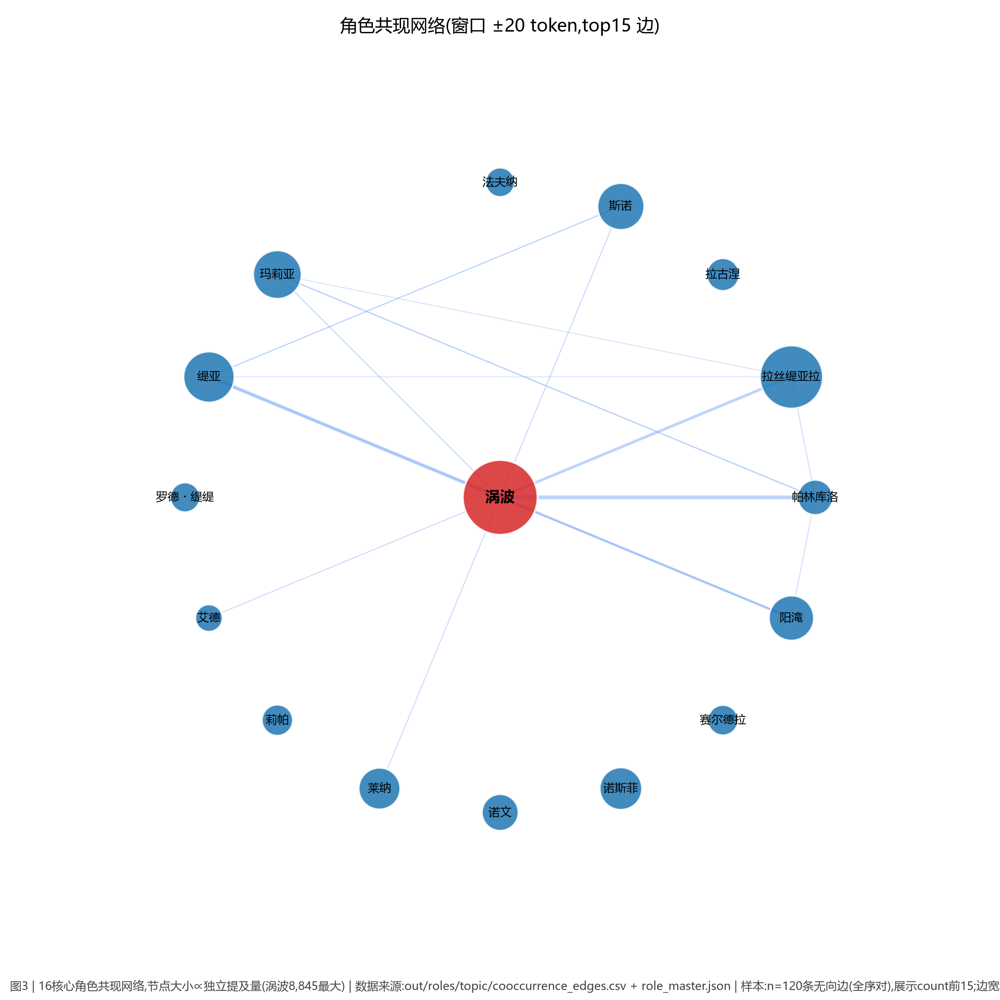 角色共现网络(窗口 ±20 token,top15 边)
法夫纳
斯诺
玛莉亚
拉古涅
缇亚
拉丝缇亚拉
涡波
罗德·缇缇
帕林库洛
艾德
阳滝
莉帕
赛尔德拉
莱纳
诺斯菲
诺文
图3 | 16核心角色共现网络,节点大小∝独立提及量(涡波8,845最大) | 数据来源:out/roles/topic/cooccurrence_edges.csv + role_master.json | 样本:n=120条无向边(全序对),展示count前15;边宽